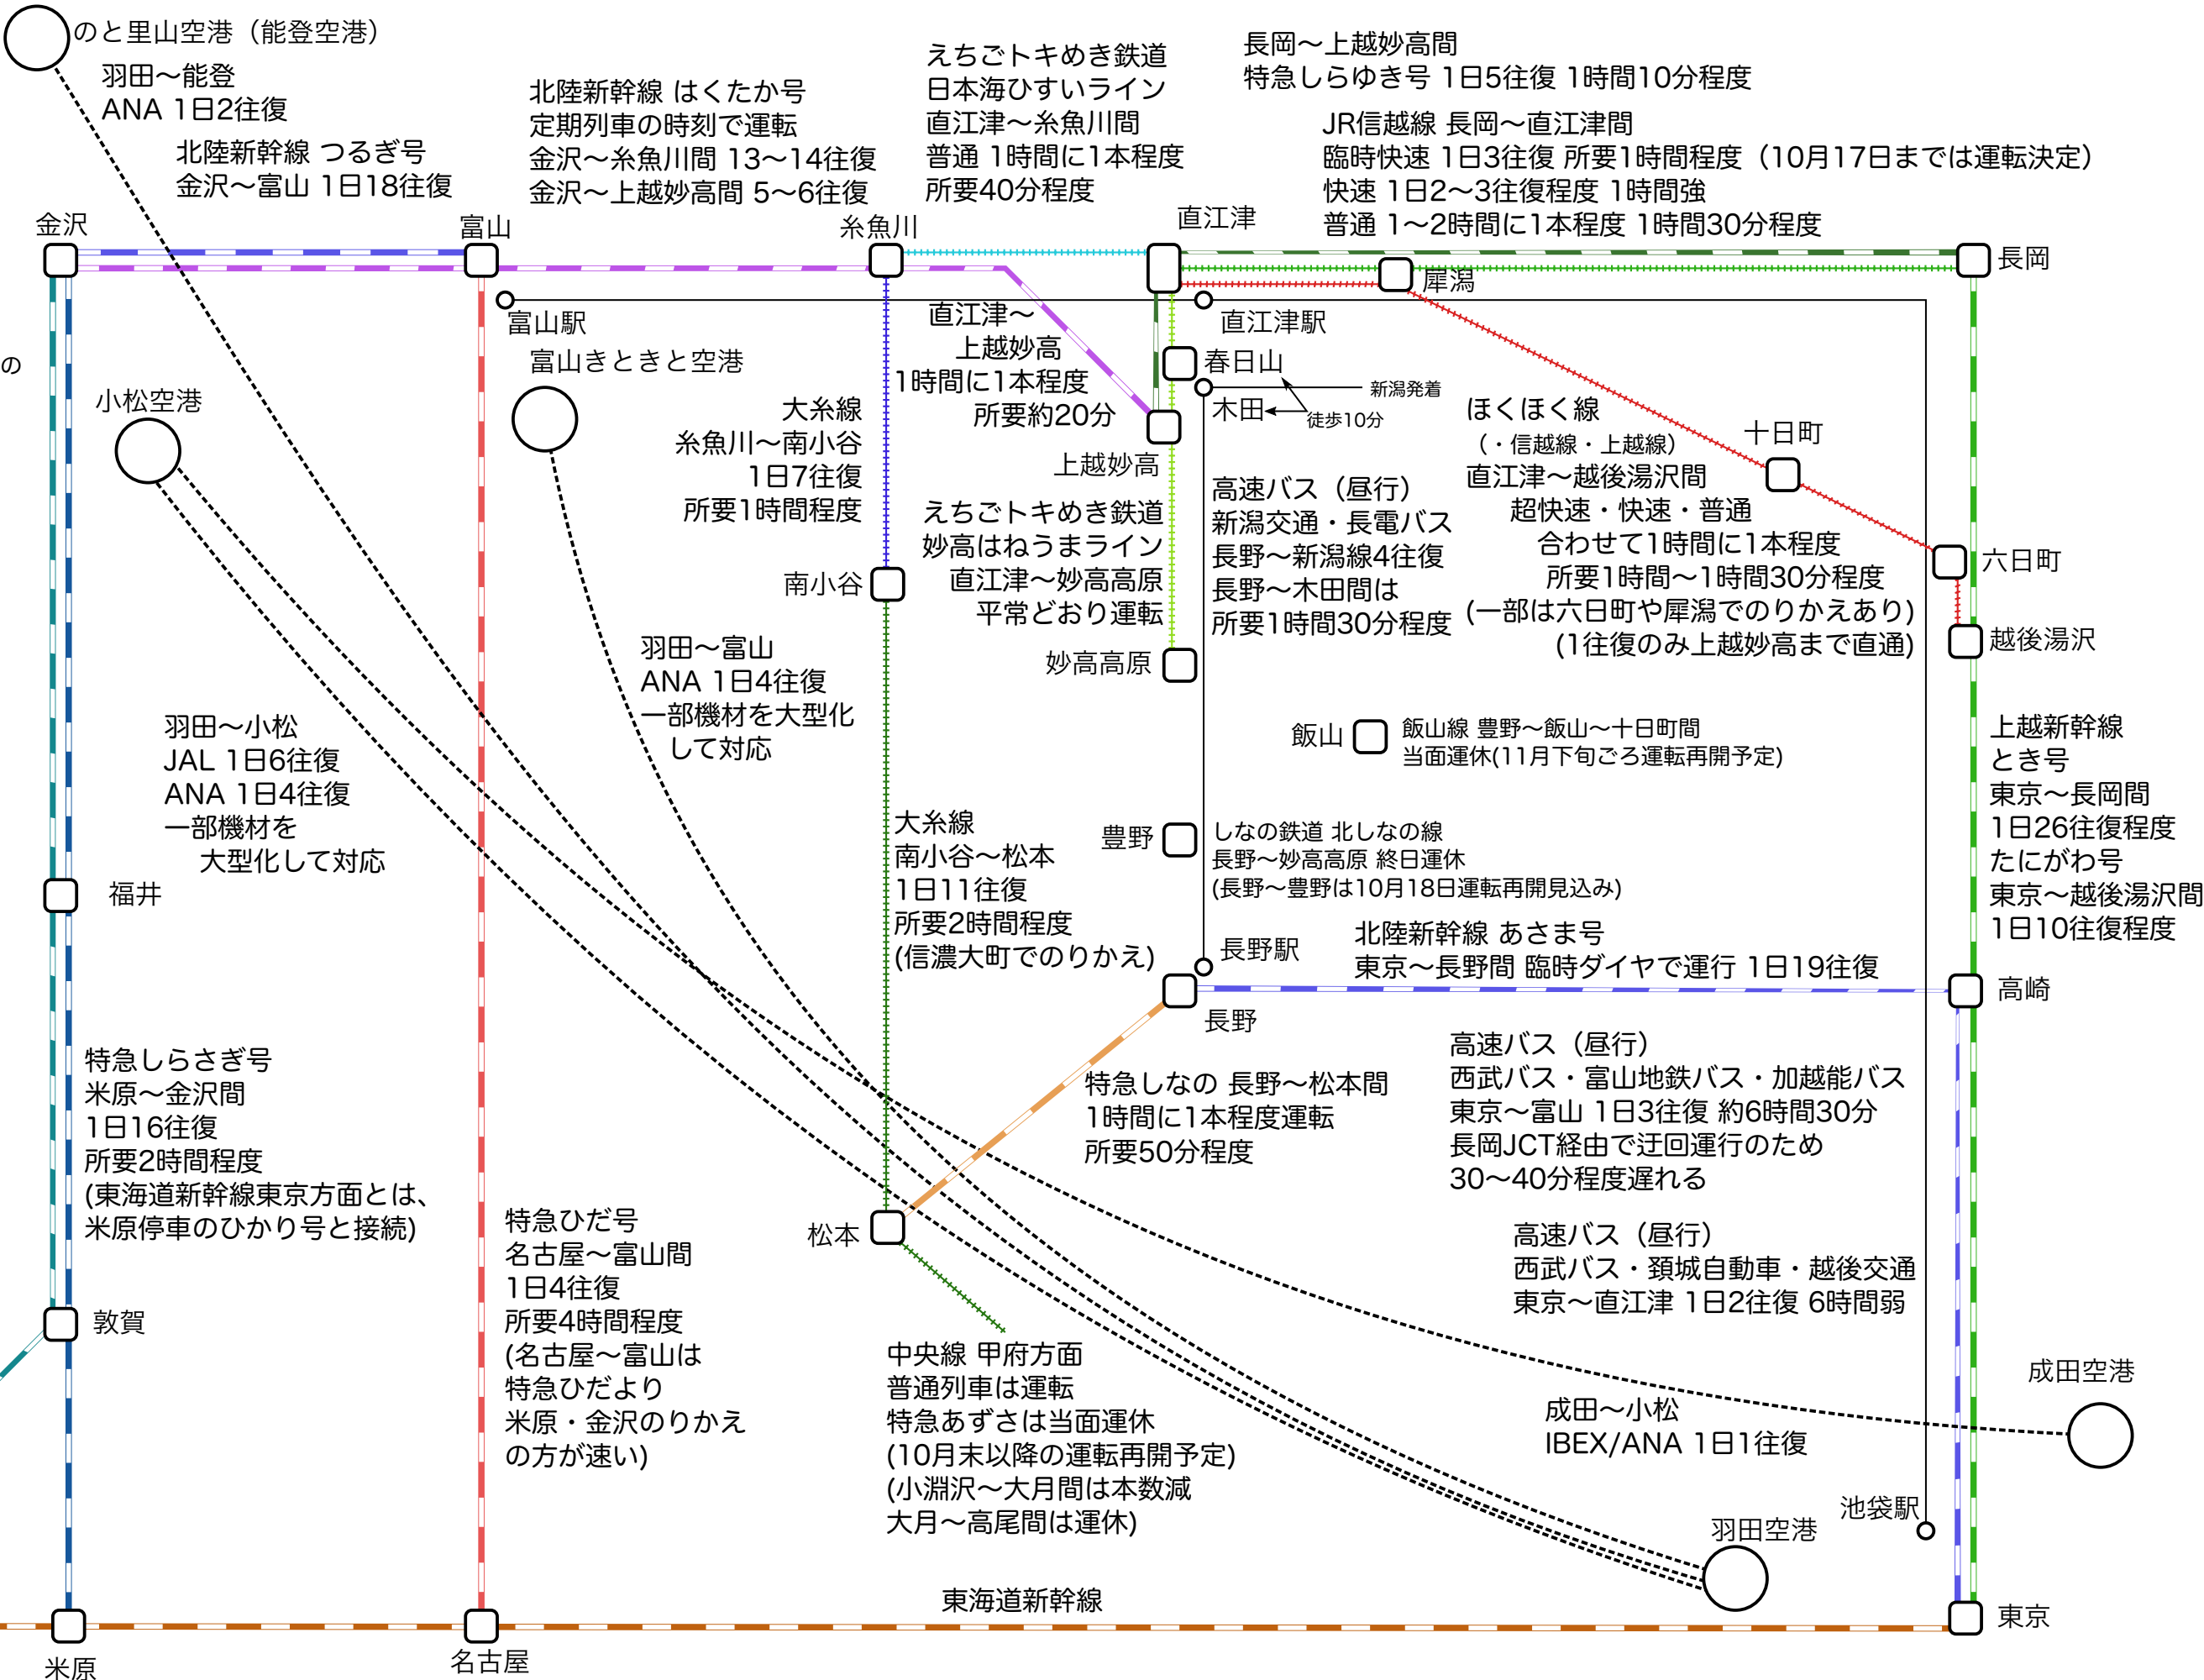 のと里山空港（能登空港）
羽田～能登
ANA 1日2往復
北陸新幹線 つるぎ号
金沢～富山 1日18往復
北陸新幹線 はくたか号
定期列車の時刻で運転
金沢～糸魚川間 13～14往復
金沢～上越妙高間 5～6往復
えちごトキめき鉄道
日本海ひすいライン
直江津～糸魚川間
普通 1時間に1本程度
所要40分程度
長岡～上越妙高間
特急しらゆき号 1日5往復 1時間10分程度
JR信越線 長岡～直江津間
臨時快速 1日3往復 所要1時間程度（10月17日までは運転決定）
快速 1日2～3往復程度 1時間強
普通 1～2時間に1本程度 1時間30分程度
金沢
富山
糸魚川
直江津
長岡
犀潟
富山駅
直江津駅
富山きときと空港
直江津～
上越妙高
1時間に1本程度
所要約20分
春日山
木田
徒歩10分
新潟発着
の
小松空港
上越妙高
大糸線
糸魚川～南小谷
1日7往復
所要1時間程度
南小谷
えちごトキめき鉄道
妙高はねうまライン
直江津～妙高高原
平常どおり運転
妙高高原
高速バス（昼行）
新潟交通・長電バス
長野～新潟線4往復
長野～木田間は
所要1時間30分程度
ほくほく線
（・信越線・上越線）
直江津～越後湯沢間
超快速・快速・普通
合わせて1時間に1本程度
所要1時間～1時間30分程度
(一部は六日町や犀潟でのりかえあり)
(1往復のみ上越妙高まで直通)
十日町
六日町
越後湯沢
羽田～富山
ANA 1日4往復
一部機材を大型化
して対応
羽田～小松
JAL 1日6往復
ANA 1日4往復
一部機材を
大型化して対応
飯山
飯山線 豊野～飯山～十日町間
当面運休(11月下旬ごろ運転再開予定)
豊野
しなの鉄道 北しなの線
長野～妙高高原 終日運休
(長野～豊野は10月18日運転再開見込み)
上越新幹線
とき号
東京～長岡間
1日26往復程度
たにがわ号
東京～越後湯沢間
1日10往復程度
福井
大糸線
南小谷～松本
1日11往復
所要2時間程度
(信濃大町でのりかえ)
長野駅
北陸新幹線 あさま号
東京～長野間 臨時ダイヤで運行 1日19往復
長野
高崎
特急しらさぎ号
米原～金沢間
1日16往復
所要2時間程度
(東海道新幹線東京方面とは、
米原停車のひかり号と接続)
特急しなの 長野～松本間
1時間に1本程度運転
所要50分程度
高速バス（昼行）
西武バス・富山地鉄バス・加越能バス
東京～富山 1日3往復 約6時間30分
長岡JCT経由で迂回運行のため
30～40分程度遅れる
高速バス（昼行）
西武バス・頚城自動車・越後交通
東京～直江津 1日2往復 6時間弱
松本
敦賀
特急ひだ号
名古屋～富山間
1日4往復
所要4時間程度
(名古屋～富山は
特急ひだより
米原・金沢のりかえ
の方が速い)
中央線 甲府方面
普通列車は運転
特急あずさは当面運休
(10月末以降の運転再開予定)
(小淵沢～大月間は本数減
大月～高尾間は運休)
成田空港
成田～小松
IBEX/ANA 1日1往復
池袋駅
羽田空港
東海道新幹線
東京
米原
名古屋